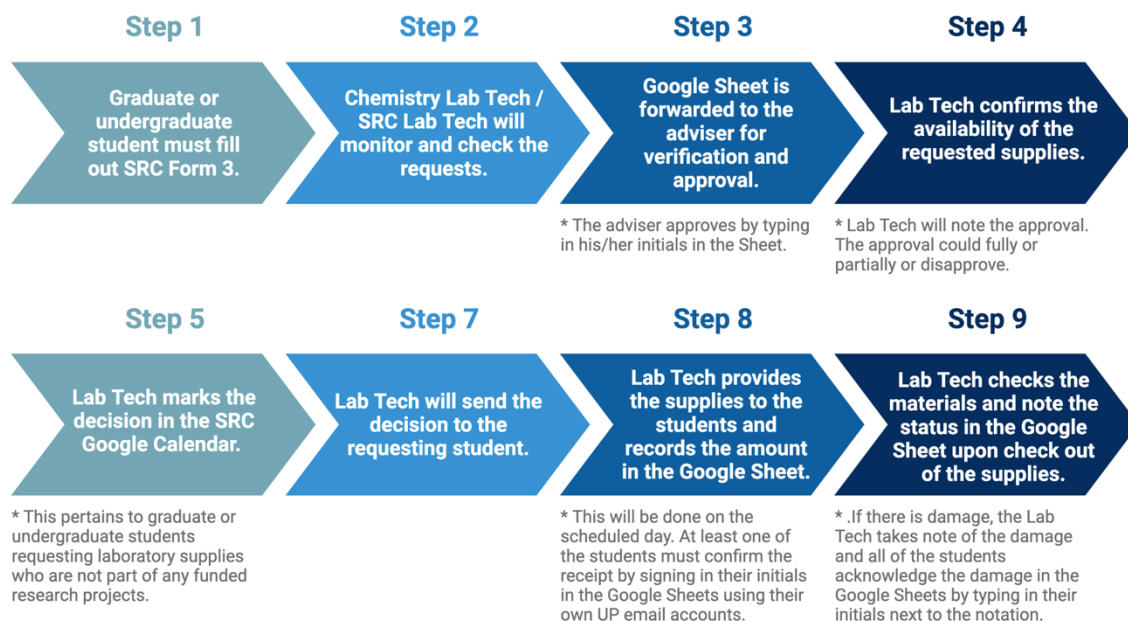 Step 1
Graduate or
undergraduate
student must fill
out SRC Form 3.
Step 2
Chemistry Lab Tech /
SRC Lab Tech will
monitor and check the
requests.
Step 3
Google Sheet is
forwarded to the
adviser for
verification and
approval.
* The adviser approves by typing
in his/her initials in the Sheet.
Step 4
Lab Tech confirms the
availability of the
requested supplies.
* Lab Tech will note the approval.
The approval could fully or
partially or disapprove.
Step 5
Lab Tech marks the
decision in the SRC
Google Calendar.
* This pertains to graduate or
undergraduate students
requesting laboratory supplies
who are not part of any funded
research projects.
Step 7
Lab Tech will send the
decision to the
requesting student.
Step 8
Lab Tech provides
the supplies to the
students and
records the amount
in the Google Sheet.
* This will be done on the
scheduled day. At least one
of the students must confirm the
receipt by signing in their initials
in the Google Sheets using their
own UP email accounts.
Step 9
Lab Tech checks the
materials and note the
status in the Google
Sheet upon check out
of the supplies.
* .If there is damage, the Lab
Tech takes note of the damage
and all of the students
acknowledge the damage in the
Google Sheets by typing in their
initials next to the notation.